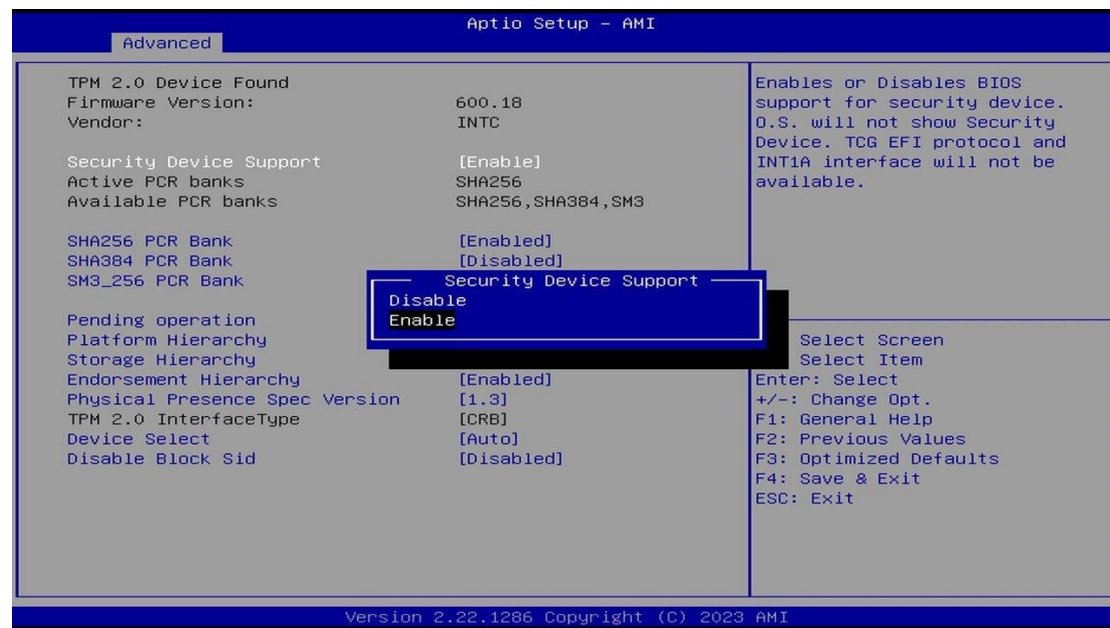 Aptio Setup – AMI
Advanced
TPM 2.0 Device Found
Firmware Version: 600.18
Vendor: INTC
Security Device Support [Enable]
Active PCR banks SHA256
Available PCR banks SHA256,SHA384,SM3
SHA256 PCR Bank [Enabled]
SHA384 PCR Bank [Disabled]
SM3_256 PCR Bank
Security Device Support
Disable
Enable
Pending operation
Platform Hierarchy
Storage Hierarchy
Endorsement Hierarchy [Enabled]
Physical Presence Spec Version [1.3]
TPM 2.0 InterfaceType [CRB]
Device Select [Auto]
Disable Block Sid [Disabled]
Enables or Disables BIOS
support for security device.
O.S. will not show Security
Device. TCG EFI protocol and
INT1A interface will not be
available.
Select Screen
Select Item
Enter: Select
+/-: Change Opt.
F1: General Help
F2: Previous Values
F3: Optimized Defaults
F4: Save & Exit
ESC: Exit
Version 2.22.1286 Copyright (C) 2023 AMI